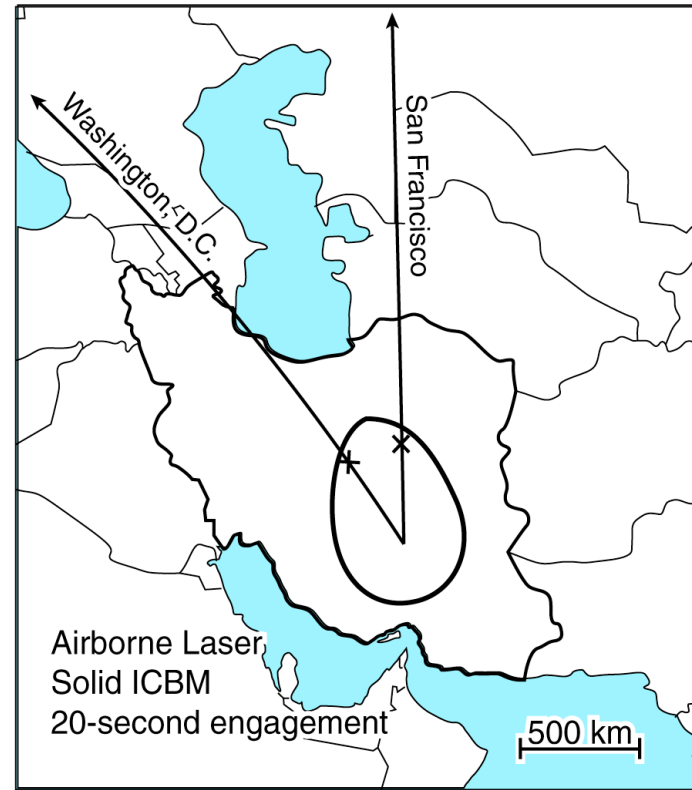 Washington, D.C.
San Francisco
Airborne Laser
Solid ICBM
20-second engagement
500 km